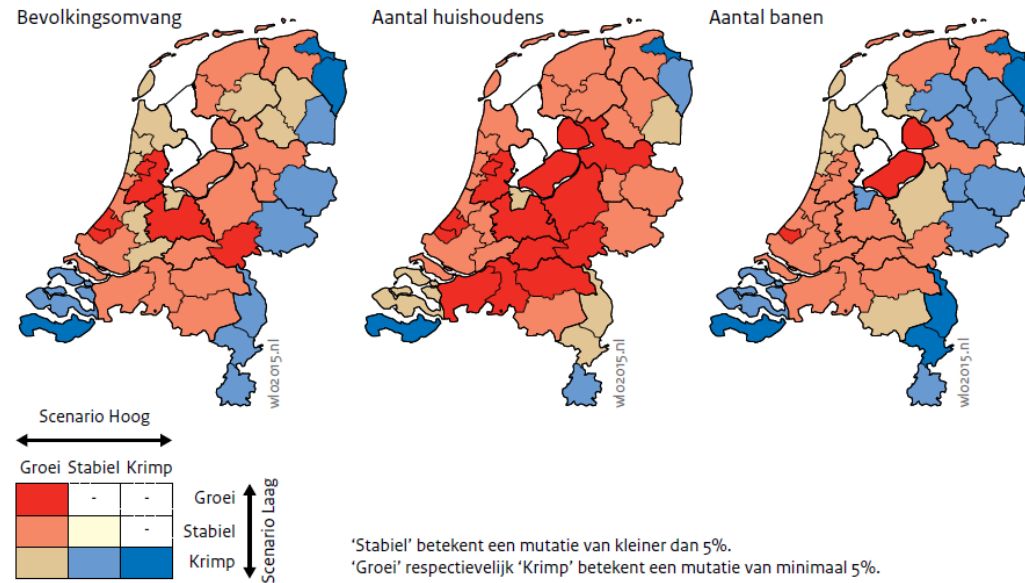 Bevolkingsomvang
Aantal huishoudens
Aantal banen
wlo2015.nl
wlo2015.nl
wlo2015.nl
Scenario Hoog
Groei Stabiel Krimp
- - Groei
- Stabiel
Krimp
Scenario Laag
'Stabiel' betekent een mutatie van kleiner dan 5%.
'Groei' respectievelijk 'Krimp' betekent een mutatie van minimaal 5%.